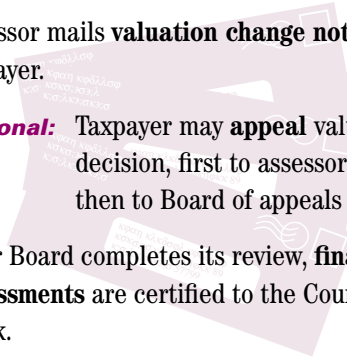 ssor mails valuation change not
ayer.
onal: Taxpayer may appeal val
decision, first to assessor
then to Board of appeals
r Board completes its review, fina
ssments are certified to the Cou
k.